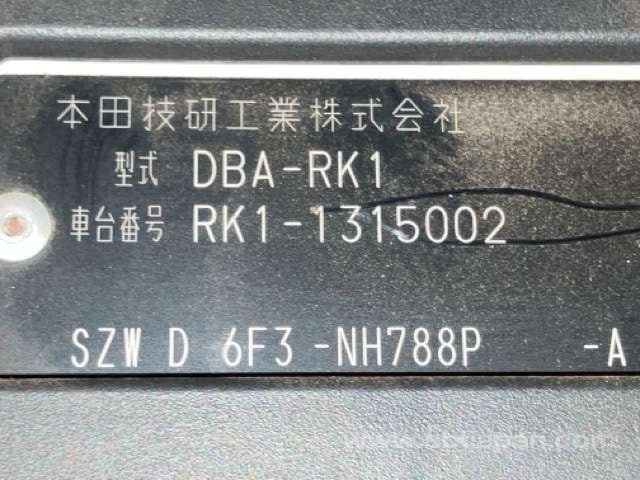 本田技研工業株式会社
型式 DBA-RK1
車台番号 RK1-1315002
SZW D 6F3 -NH788P -A